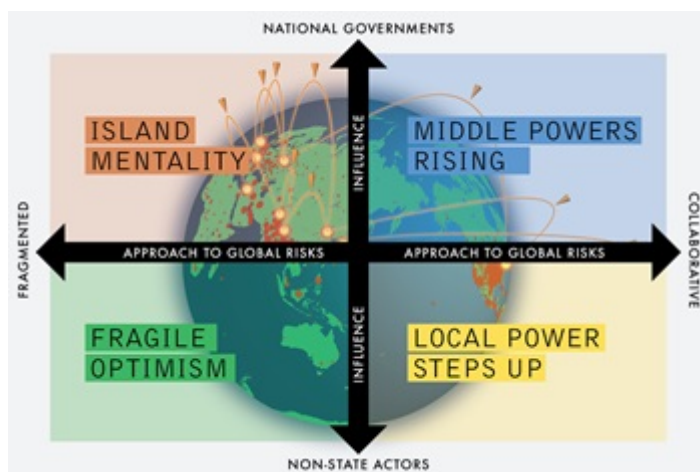 NATIONAL GOVERNMENTS
ISLAND
MENTALITY
INFLUENCE
MIDDLE POWERS
RISING
FRAGMENTED
APPROACH TO GLOBAL RISKS
APPROACH TO GLOBAL RISKS
COLLABORATIVE
FRAGILE
OPTIMISM
INFLUENCE
LOCAL POWER
STEPS UP
NON-STATE ACTORS